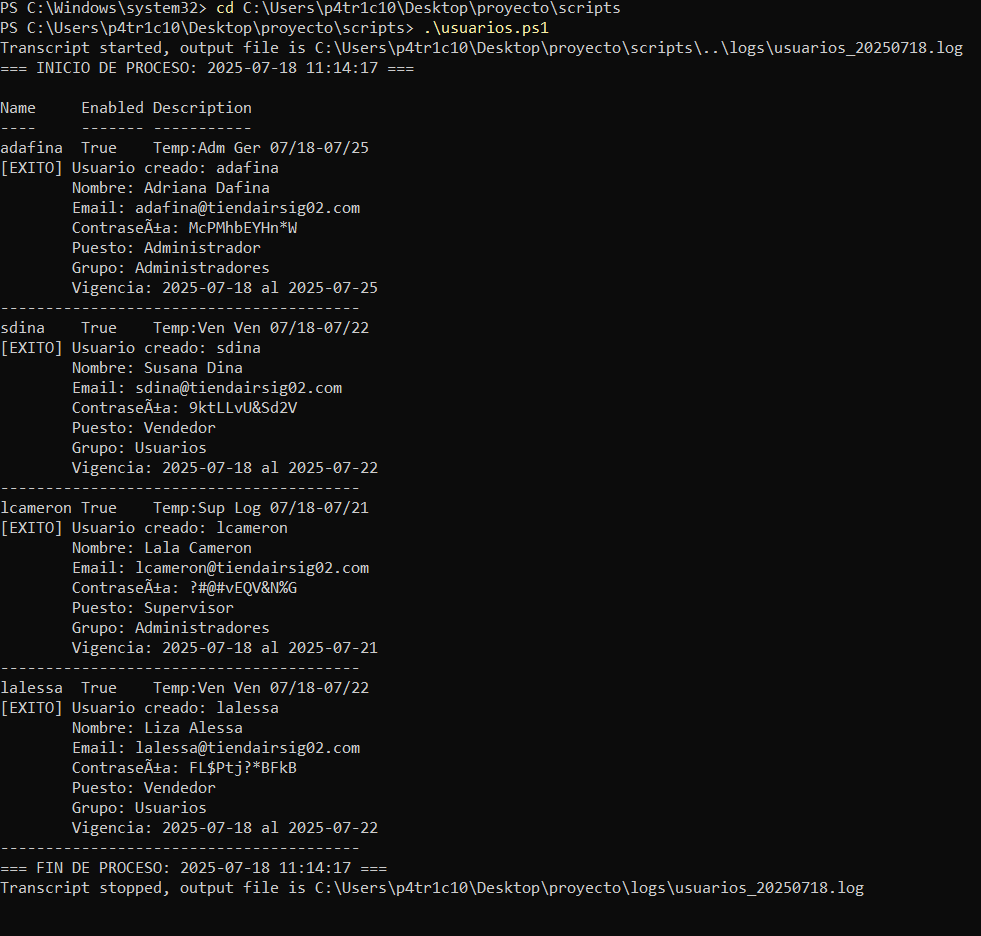 PS C:\Windows\system32> cd C:\Users\p4tr1c10\Desktop\proyecto\scripts
PS C:\Users\p4tr1c10\Desktop\proyecto\scripts> .\usuarios.ps1
Transcript started, output file is C:\Users\p4tr1c10\Desktop\proyecto\scripts\..\logs\usuarios_20250718.log
=== INICIO DE PROCESO: 2025-07-18 11:14:17 ===

Name     Enabled Description
----     ------- -----------
adafina  True    Temp:Adm Ger 07/18-07/25
[EXITO] Usuario creado: adafina
        Nombre: Adriana Dafina
        Email: adafina@tiendairsig02.com
        ContraseÃ±a: McPMhbEYHn*W
        Puesto: Administrador
        Grupo: Administradores
        Vigencia: 2025-07-18 al 2025-07-25
----------------------------------------
sdina    True    Temp:Ven Ven 07/18-07/22
[EXITO] Usuario creado: sdina
        Nombre: Susana Dina
        Email: sdina@tiendairsig02.com
        ContraseÃ±a: 9ktLLvU&Sd2V
        Puesto: Vendedor
        Grupo: Usuarios
        Vigencia: 2025-07-18 al 2025-07-22
----------------------------------------
lcameron True    Temp:Sup Log 07/18-07/21
[EXITO] Usuario creado: lcameron
        Nombre: Lala Cameron
        Email: lcameron@tiendairsig02.com
        ContraseÃ±a: ?#@#vEQV&N%G
        Puesto: Supervisor
        Grupo: Administradores
        Vigencia: 2025-07-18 al 2025-07-21
----------------------------------------
lalessa  True    Temp:Ven Ven 07/18-07/22
[EXITO] Usuario creado: lalessa
        Nombre: Liza Alessa
        Email: lalessa@tiendairsig02.com
        ContraseÃ±a: FL$Ptj?*BFkB
        Puesto: Vendedor
        Grupo: Usuarios
        Vigencia: 2025-07-18 al 2025-07-22
----------------------------------------
=== FIN DE PROCESO: 2025-07-18 11:14:17 ===
Transcript stopped, output file is C:\Users\p4tr1c10\Desktop\proyecto\logs\usuarios_20250718.log